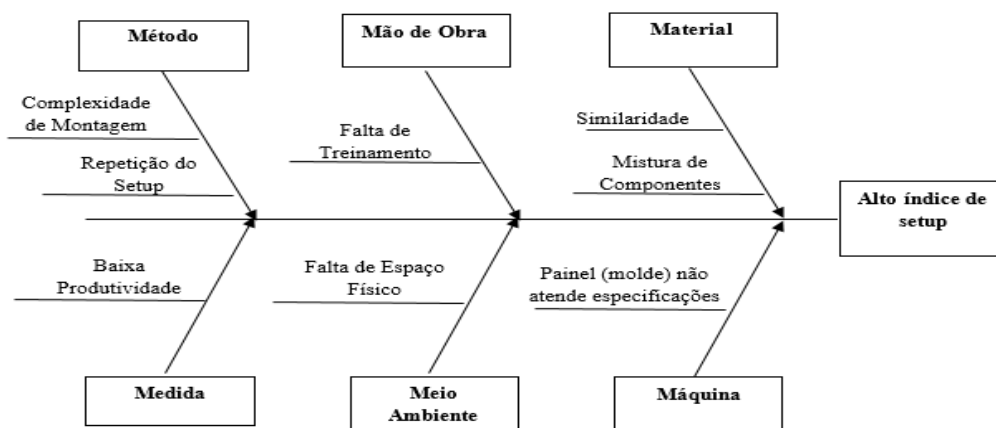 Método
Mão de Obra
Material
Complexidade
de Montagem
Repetição do
Setup
Falta de
Treinamento
Similaridade
Mistura de
Componentes
Alto índice de
setup
Baixa
Produtividade
Falta de Espaço
Físico
Painel (molde) não
atende especificações
Medida
Meio
Ambiente
Máquina